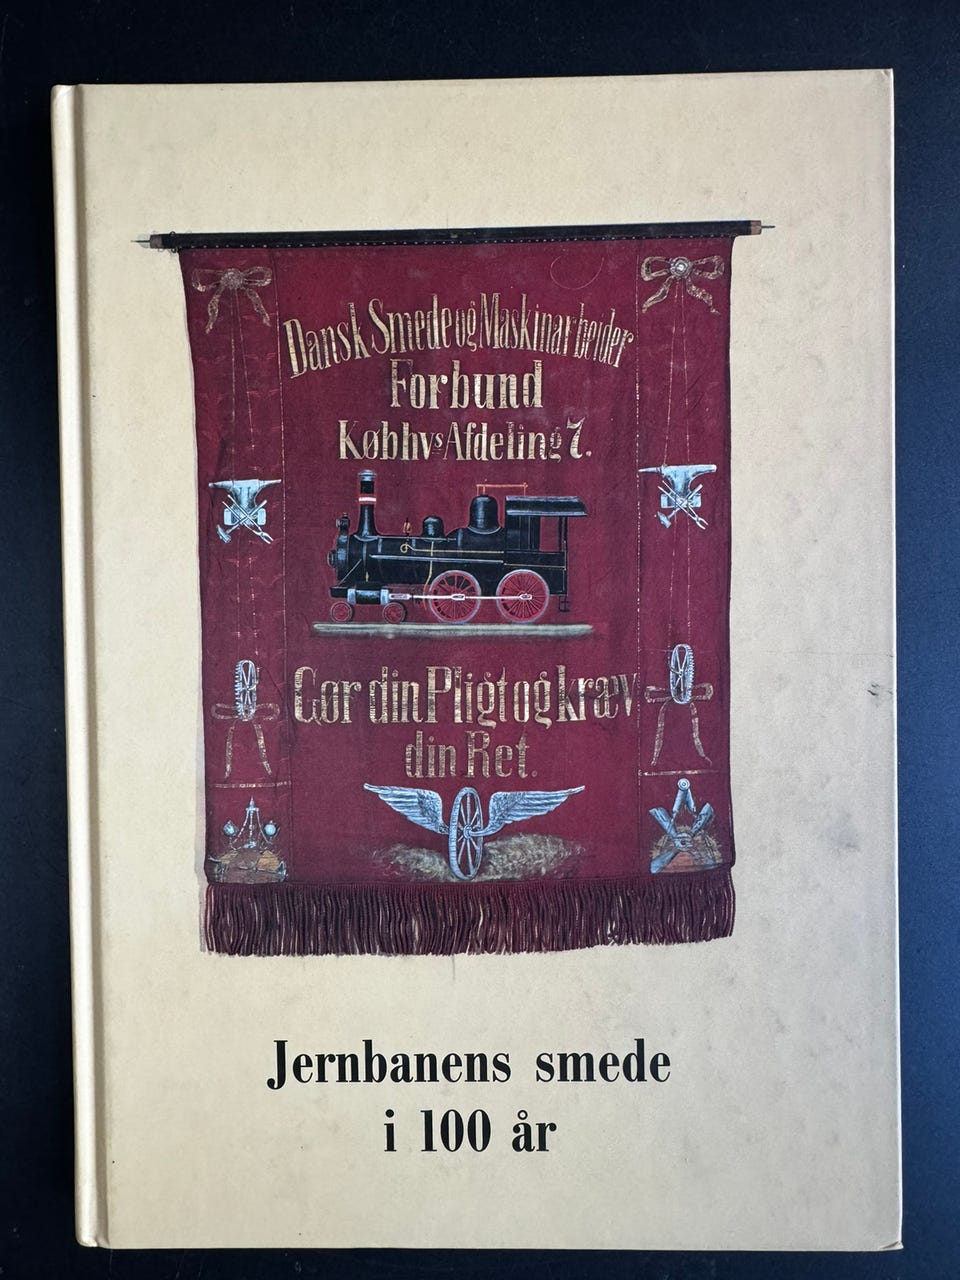 Dansk Smede og Maskinarbeider
Forbund
Købhvs Afdeling 7.
Gør din Pligt og kræv
din Ret.
Jernbanens smede
i 100 år